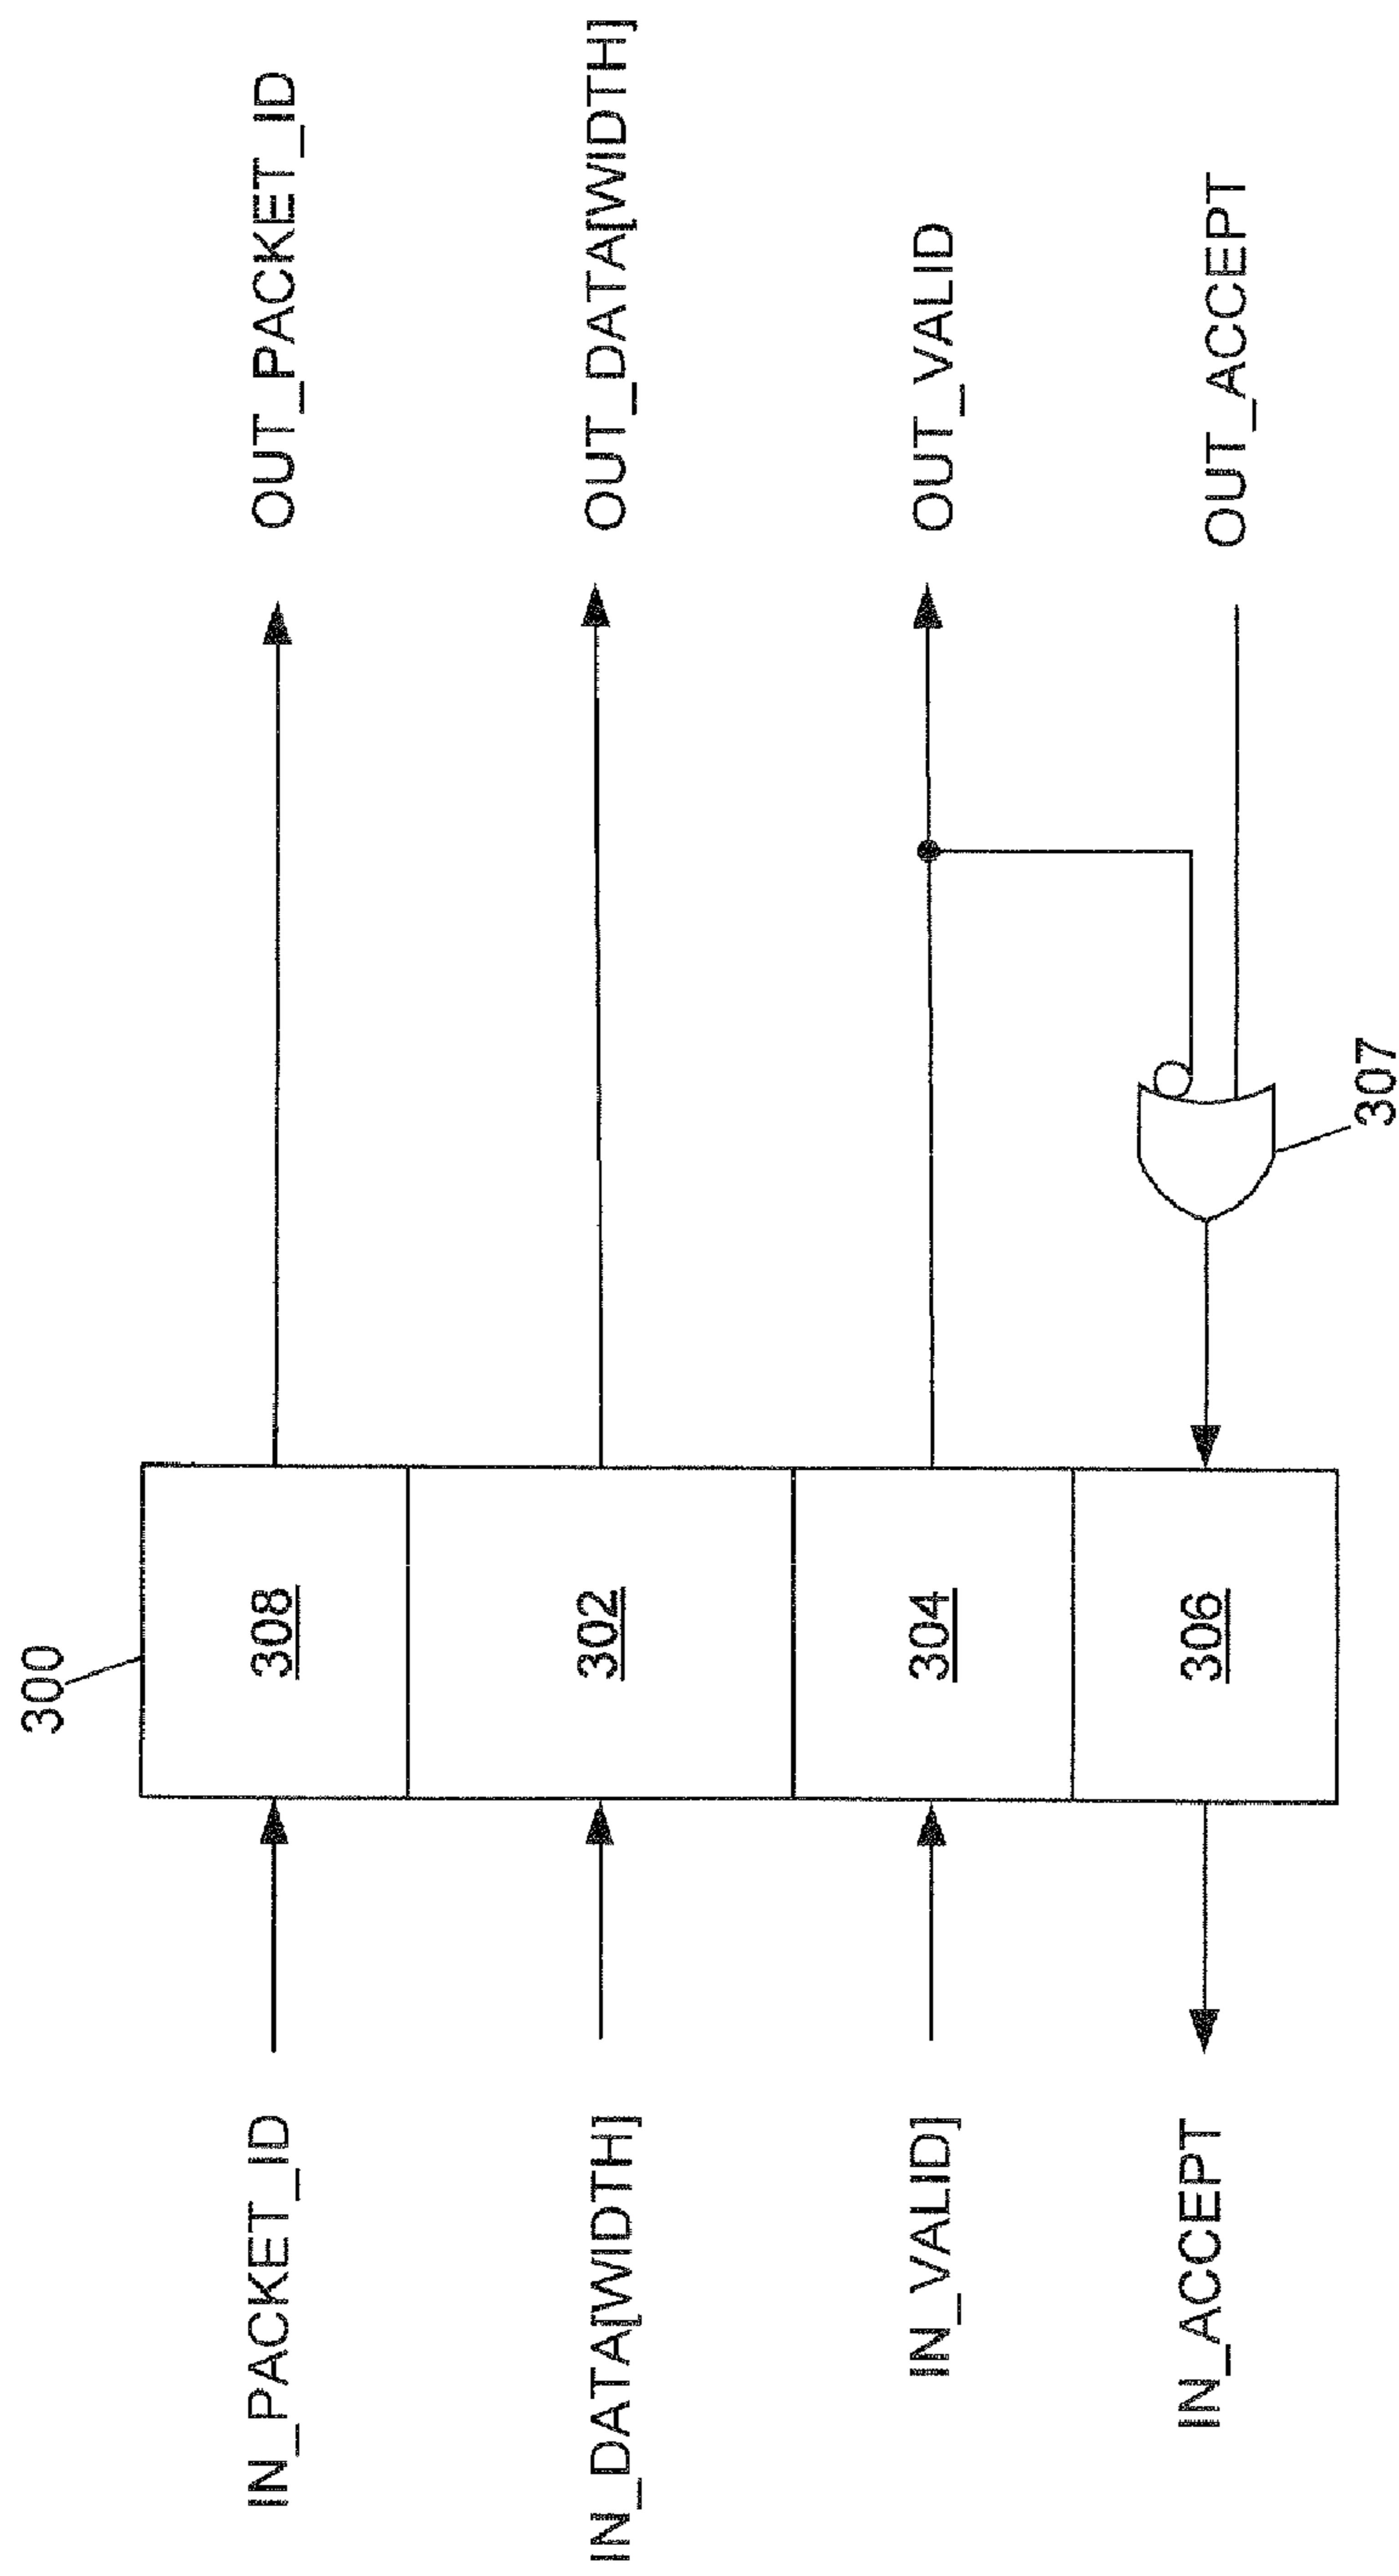 300
IN_PACKET_ID
308
OUT_PACKET_ID
IN_DATA[WIDTH]
302
OUT_DATA[WIDTH]
IN_VALID]
304
OUT_VALID
IN_ACCEPT
306
OUT_ACCEPT
307